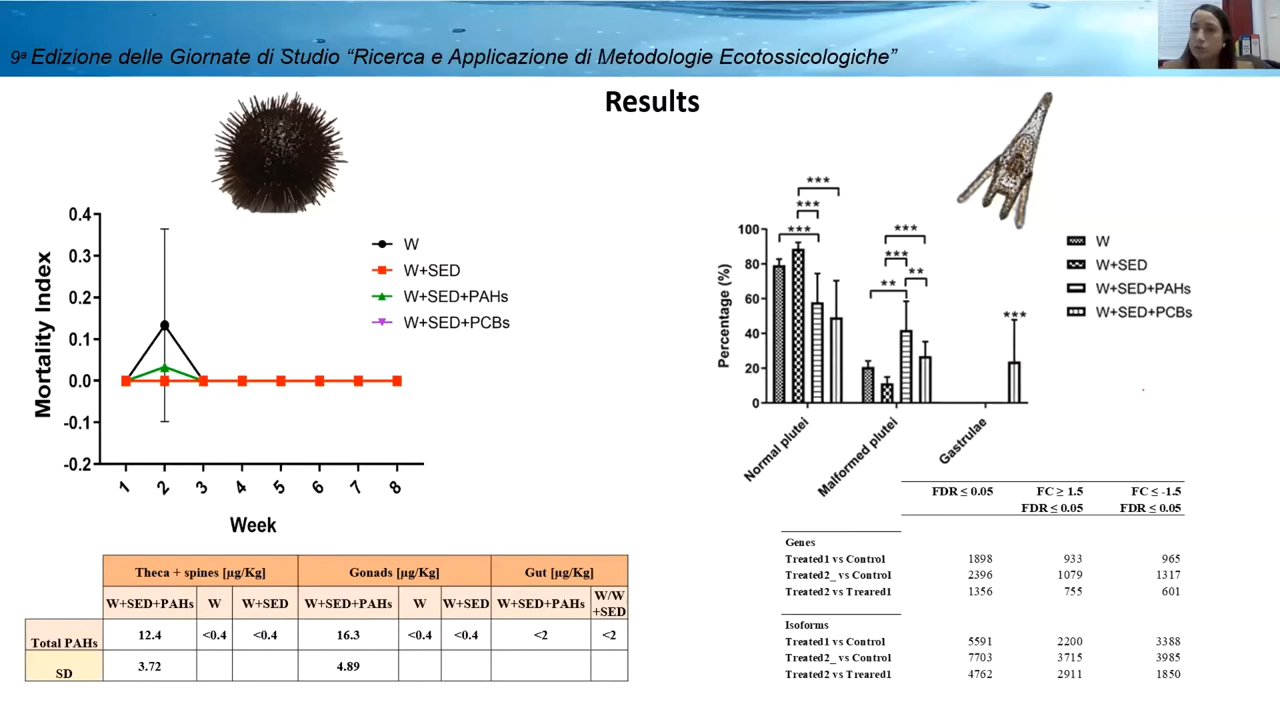 9ª Edizione delle Giornate di Studio “Ricerca e Applicazione di Metodologie Ecotossicologiche”
Results
Mortality Index
0.4
0.3
0.2
0.1
0.0
-0.1
-0.2
1 2 3 4 5 6 7 8
Week
W
W+SED
W+SED+PAHs
W+SED+PCBs
Percentage (%)
100
80
60
40
20
0
***
***
***
***
***
**
**
***
Normal plutei
Malformed plutei
Gastrulae
W
W+SED
W+SED+PAHs
W+SED+PCBs
Theca + spines [µg/Kg] Gonads [µg/Kg] Gut [µg/Kg]
W+SED+PAHs W W+SED W+SED+PAHs W W+SED W+SED+PAHs W/W
+SED
Total PAHs 12.4 <0.4 <0.4 16.3 <0.4 <0.4 <2 <2
SD 3.72 4.89
FDR ≤ 0.05 FC ≥ 1.5 FC ≤ -1.5
FDR ≤ 0.05 FDR ≤ 0.05
Genes
Treated1 vs Control 1898 933 965
Treated2_ vs Control 2396 1079 1317
Treated2 vs Treared1 1356 755 601
Isoforms
Treated1 vs Control 5591 2200 3388
Treated2_ vs Control 7703 3715 3985
Treated2 vs Treared1 4762 2911 1850